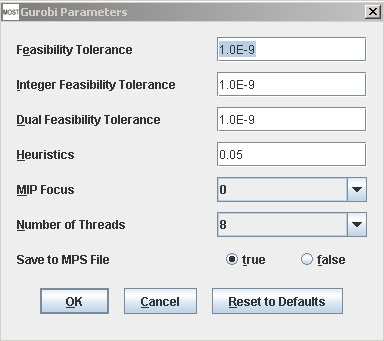 MOST Gurobi Parameters
Feasibility Tolerance 1.0E-9
Integer Feasibility Tolerance 1.0E-9
Dual Feasibility Tolerance 1.0E-9
Heuristics 0.05
MIP Focus 0
Number of Threads 8
Save to MPS File true false
OK Cancel Reset to Defaults